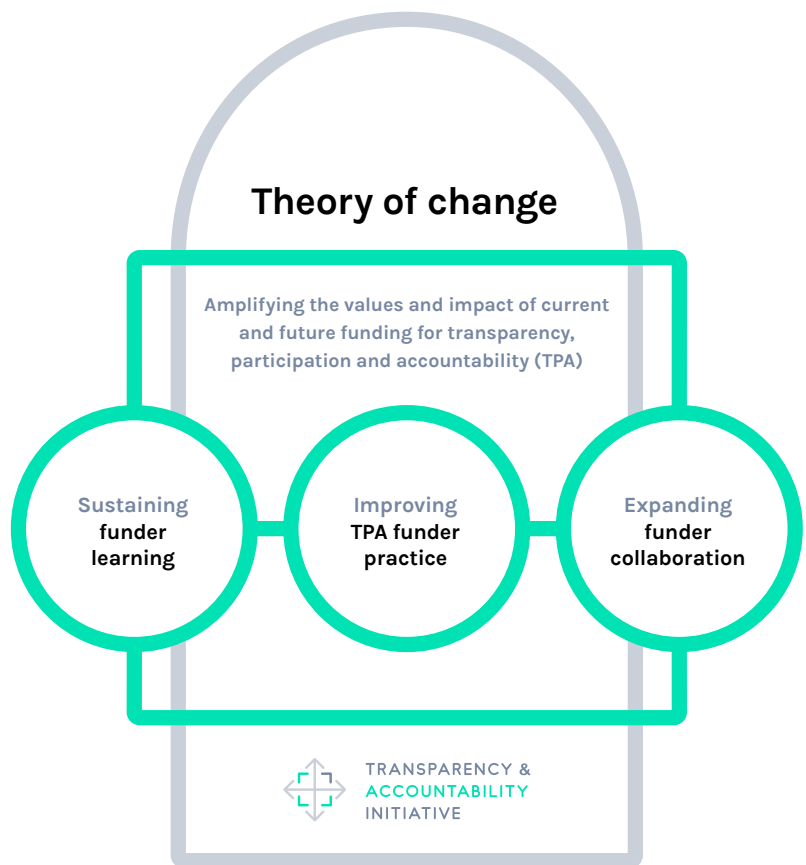 Theory of change
Amplifying the values and impact of current
and future funding for transparency,
participation and accountability (TPA)
Sustaining
funder
learning
Improving
TPA funder
practice
Expanding
funder
collaboration
TRANSPARENCY &
ACCOUNTABILITY
INITIATIVE